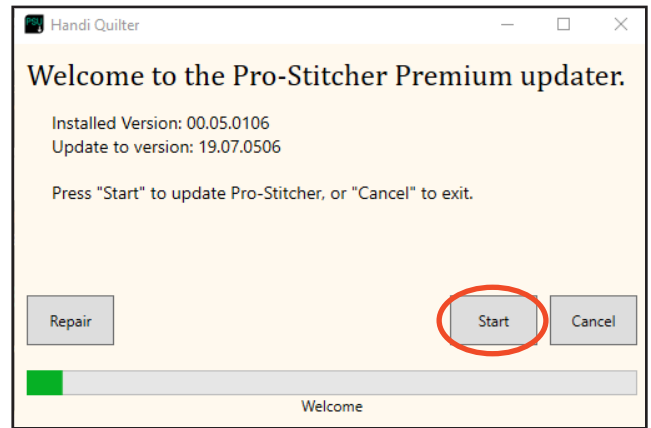 Handi Quilter
Welcome to the Pro-Stitcher Premium updater.
Installed Version: 00.05.0106
Update to version: 19.07.0506
Press "Start" to update Pro-Stitcher, or "Cancel" to exit.
Repair
Start
Cancel
Welcome